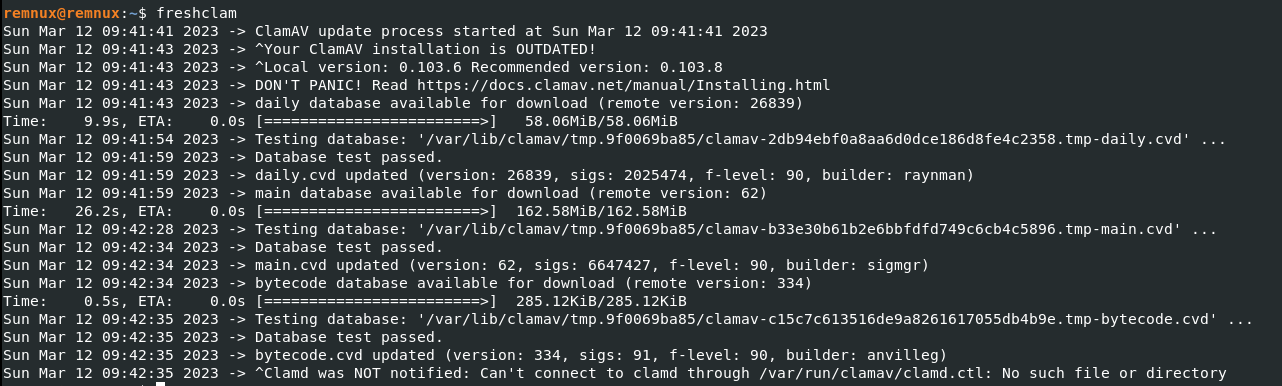 remnux@remnux:~$ freshclam
Sun Mar 12 09:41:41 2023 -> ClamAV update process started at Sun Mar 12 09:41:41 2023
Sun Mar 12 09:41:43 2023 -> ^Your ClamAV installation is OUTDATED!
Sun Mar 12 09:41:43 2023 -> ^Local version: 0.103.6 Recommended version: 0.103.8
Sun Mar 12 09:41:43 2023 -> DON'T PANIC! Read https://docs.clamav.net/manual/Installing.html
Sun Mar 12 09:41:43 2023 -> daily database available for download (remote version: 26839)
Time:    9.9s, ETA:    0.0s [========================>]   58.06MiB/58.06MiB
Sun Mar 12 09:41:54 2023 -> Testing database: '/var/lib/clamav/tmp.9f0069ba85/clamav-2db94ebf0a8aa6d0dce186d8fe4c2358.tmp-daily.cvd' ...
Sun Mar 12 09:41:59 2023 -> Database test passed.
Sun Mar 12 09:41:59 2023 -> daily.cvd updated (version: 26839, sigs: 2025474, f-level: 90, builder: raynman)
Sun Mar 12 09:41:59 2023 -> main database available for download (remote version: 62)
Time:   26.2s, ETA:    0.0s [========================>]  162.58MiB/162.58MiB
Sun Mar 12 09:42:28 2023 -> Testing database: '/var/lib/clamav/tmp.9f0069ba85/clamav-b33e30b61b2e6bbfdfd749c6cb4c5896.tmp-main.cvd' ...
Sun Mar 12 09:42:34 2023 -> Database test passed.
Sun Mar 12 09:42:34 2023 -> main.cvd updated (version: 62, sigs: 6647427, f-level: 90, builder: sigmgr)
Sun Mar 12 09:42:34 2023 -> bytecode database available for download (remote version: 334)
Time:    0.5s, ETA:    0.0s [========================>]  285.12KiB/285.12KiB
Sun Mar 12 09:42:35 2023 -> Testing database: '/var/lib/clamav/tmp.9f0069ba85/clamav-c15c7c613516de9a8261617055db4b9e.tmp-bytecode.cvd' ...
Sun Mar 12 09:42:35 2023 -> Database test passed.
Sun Mar 12 09:42:35 2023 -> bytecode.cvd updated (version: 334, sigs: 91, f-level: 90, builder: anvilleg)
Sun Mar 12 09:42:35 2023 -> ^Clamd was NOT notified: Can't connect to clamd through /var/run/clamav/clamd.ctl: No such file or directory